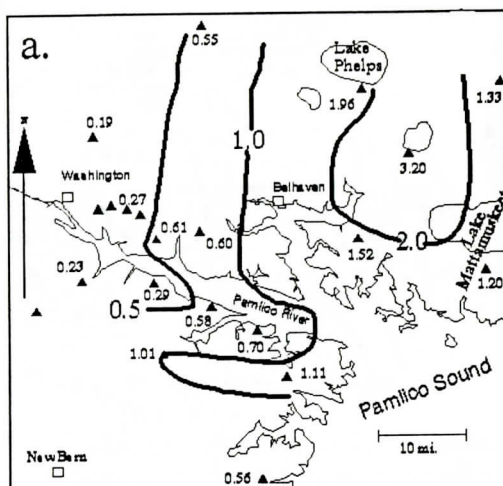 a.
0.55
Lake
Phelps
1.96
1.33
0.19
1.0
3.20
Washington
Belhaven
0.27
0.61
0.60
1.52
2.0
Lake
Mattamuskeet
1.20
0.23
0.29
0.5
0.58
Pamlico River
0.70
1.01
1.11
Pamlico Sound
New Bern
0.56
10 mi.